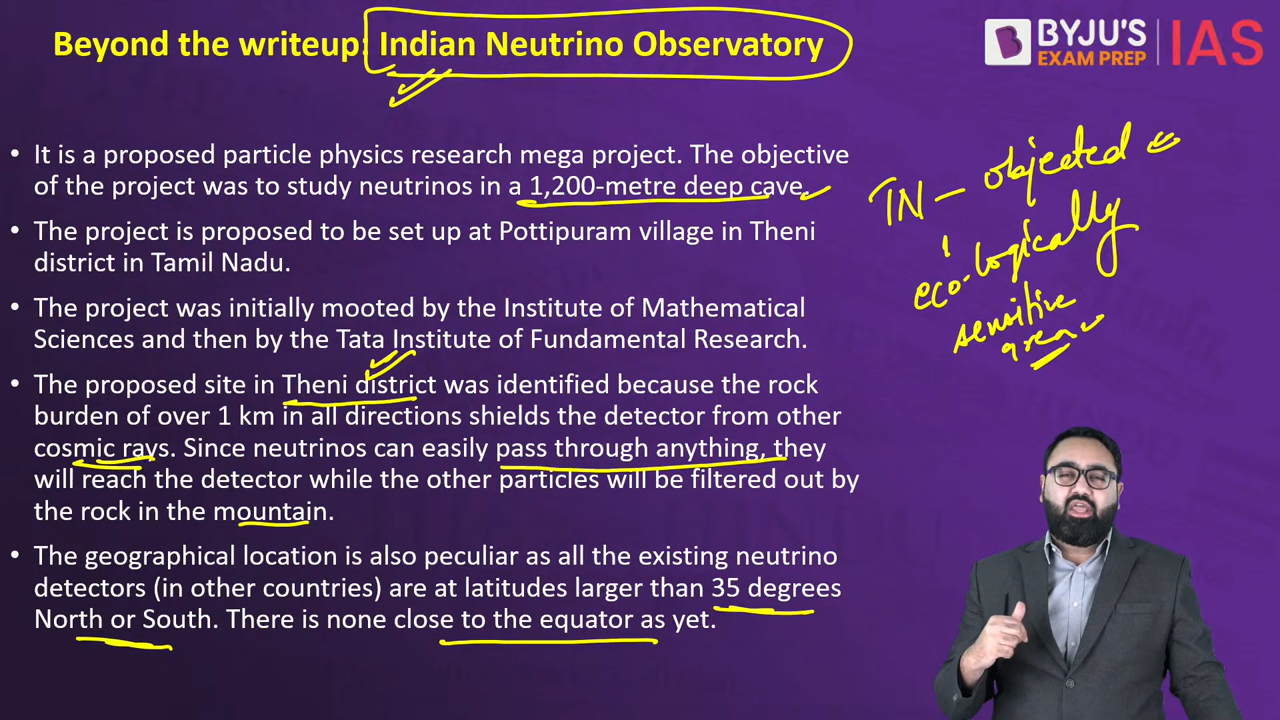 Beyond the writeup: Indian Neutrino Observatory
BYJU'S
EXAM PREP
IAS
• It is a proposed particle physics research mega project. The objective
of the project was to study neutrinos in a 1,200-metre deep cave.
• The project is proposed to be set up at Pottipuram village in Theni
district in Tamil Nadu.
• The project was initially mooted by the Institute of Mathematical
Sciences and then by the Tata Institute of Fundamental Research.
• The proposed site in Theni district was identified because the rock
burden of over 1 km in all directions shields the detector from other
cosmic rays. Since neutrinos can easily pass through anything, they
will reach the detector while the other particles will be filtered out by
the rock in the mountain.
• The geographical location is also peculiar as all the existing neutrino
detectors (in other countries) are at latitudes larger than 35 degrees
North or South. There is none close to the equator as yet.
TN – objected
eco-logically
sensitive
area